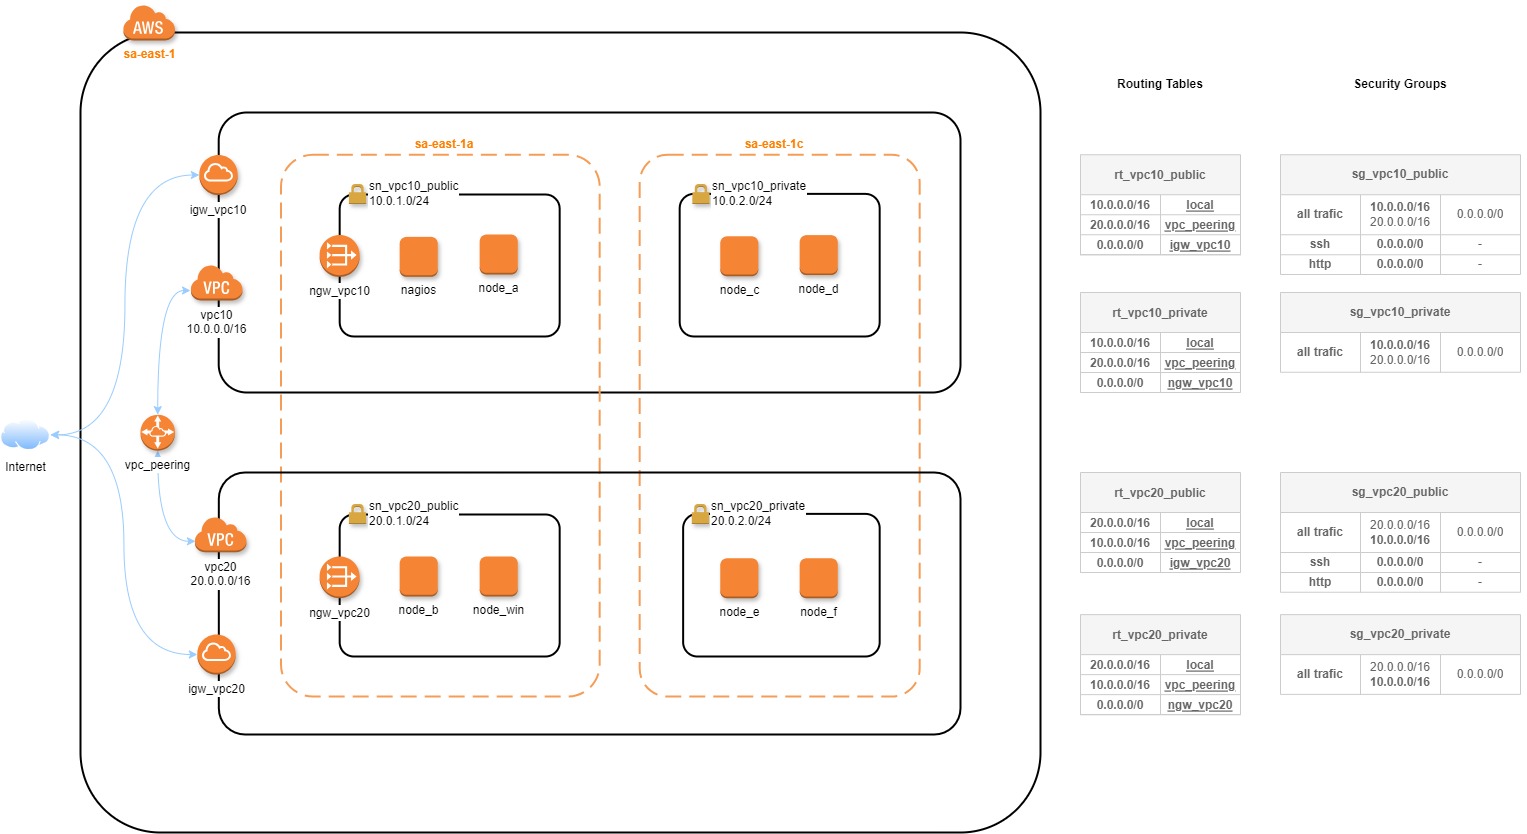 AWS
sa-east-1
Routing Tables
Security Groups
sa-east-1a
sa-east-1c
igw_vpc10
VPC
vpc10
10.0.0.0/16
sn_vpc10_public
10.0.1.0/24
ngw_vpc10
nagios
node_a
sn_vpc10_private
10.0.2.0/24
node_c
node_d
Internet
vpc_peering
VPC
vpc20
20.0.0.0/16
igw_vpc20
sn_vpc20_public
20.0.1.0/24
ngw_vpc20
node_b
node_win
sn_vpc20_private
20.0.2.0/24
node_e
node_f
rt_vpc10_public
10.0.0.0/16 local
20.0.0.0/16 vpc_peering
0.0.0.0/0 igw_vpc10
sg_vpc10_public
all trafic 10.0.0.0/16 0.0.0.0/0
20.0.0.0/16
ssh 0.0.0.0/0 -
http 0.0.0.0/0 -
rt_vpc10_private
10.0.0.0/16 local
20.0.0.0/16 vpc_peering
0.0.0.0/0 ngw_vpc10
sg_vpc10_private
all trafic 10.0.0.0/16 0.0.0.0/0
20.0.0.0/16
rt_vpc20_public
20.0.0.0/16 local
10.0.0.0/16 vpc_peering
0.0.0.0/0 igw_vpc20
sg_vpc20_public
all trafic 20.0.0.0/16 0.0.0.0/0
10.0.0.0/16
ssh 0.0.0.0/0 -
http 0.0.0.0/0 -
rt_vpc20_private
20.0.0.0/16 local
10.0.0.0/16 vpc_peering
0.0.0.0/0 ngw_vpc20
sg_vpc20_private
all trafic 20.0.0.0/16 0.0.0.0/0
10.0.0.0/16